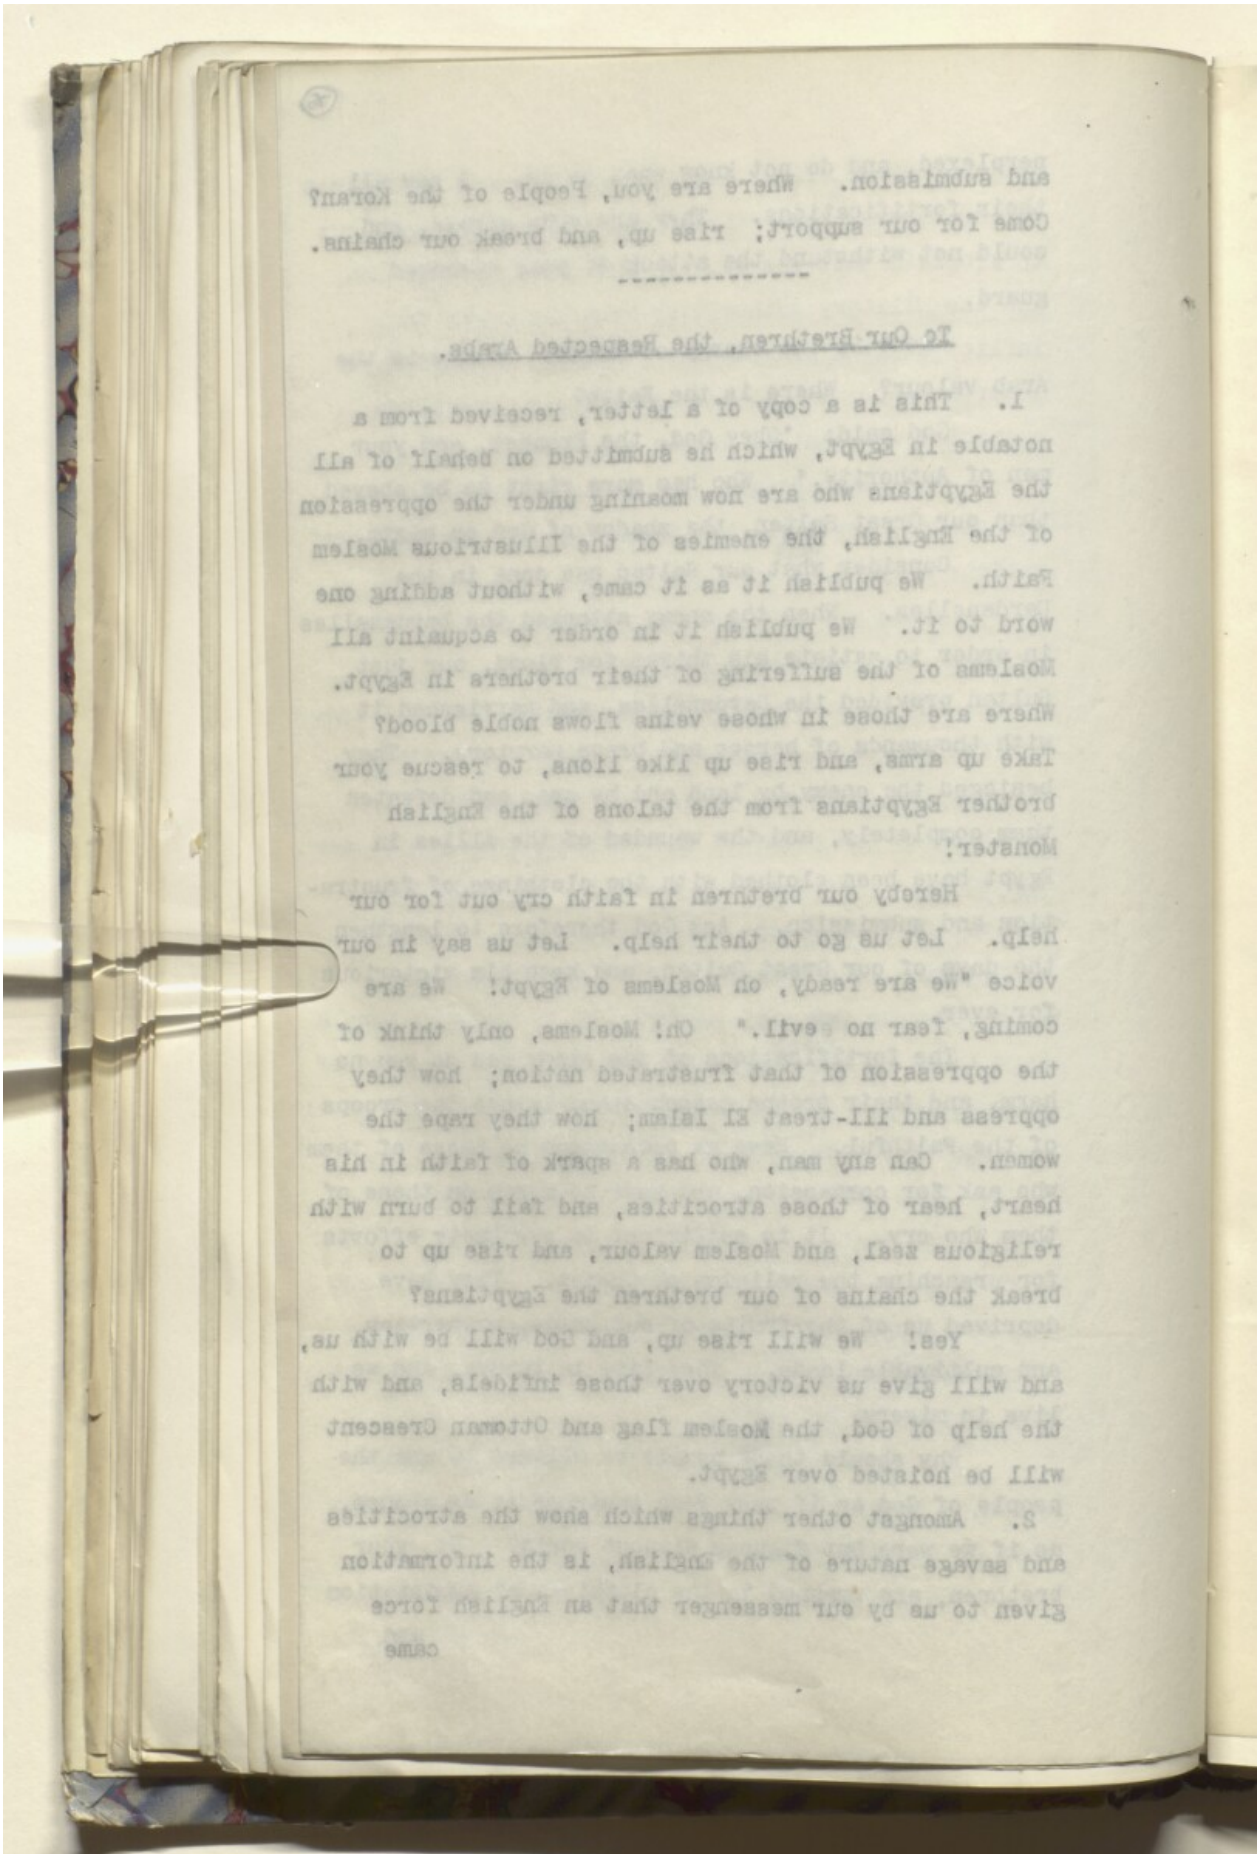 and submission. Where are you, People of the Koran?
Come for our support; rise up, and break our chains.
--------------
To Our Brethren, the Respected Arabs.
1. This is a copy of a letter, received from a
notable in Egypt, which he submitted on behalf of all
the Egyptians who are now moaning under the oppression
of the English, the enemies of the Illustrious Moslem
Faith. We publish it as it came, without adding one
word to it. We publish it in order to acquaint all
Moslems of the suffering of their brothers in Egypt.
Where are those in whose veins flows noble blood?
Take up arms, and rise up like lions, to rescue your
brother Egyptians from the talons of the English
Monster!
Hereby our brethren in faith cry out for our
help. Let us go to their help. Let us say in our
voice "We are ready, oh Moslems of Egypt! We are
coming, fear no evil." Oh! Moslems, only think of
the oppression of that frustrated nation; how they
oppress and ill-treat El Islam; how they rape the
women. Can any man, who has a spark of faith in his
heart, hear of those atrocities, and fail to burn with
religious zeal, and Moslem valour, and rise up to
break the chains of our brethren the Egyptians?
Yes! We will rise up, and God will be with us,
and will give us victory over those infidels, and with
the help of God, the Moslem flag and Ottoman Crescent
will be hoisted over Egypt.
2. Amongst other things which show the atrocities
and savage nature of the English, is the information
given to us by our messenger that an English force
came